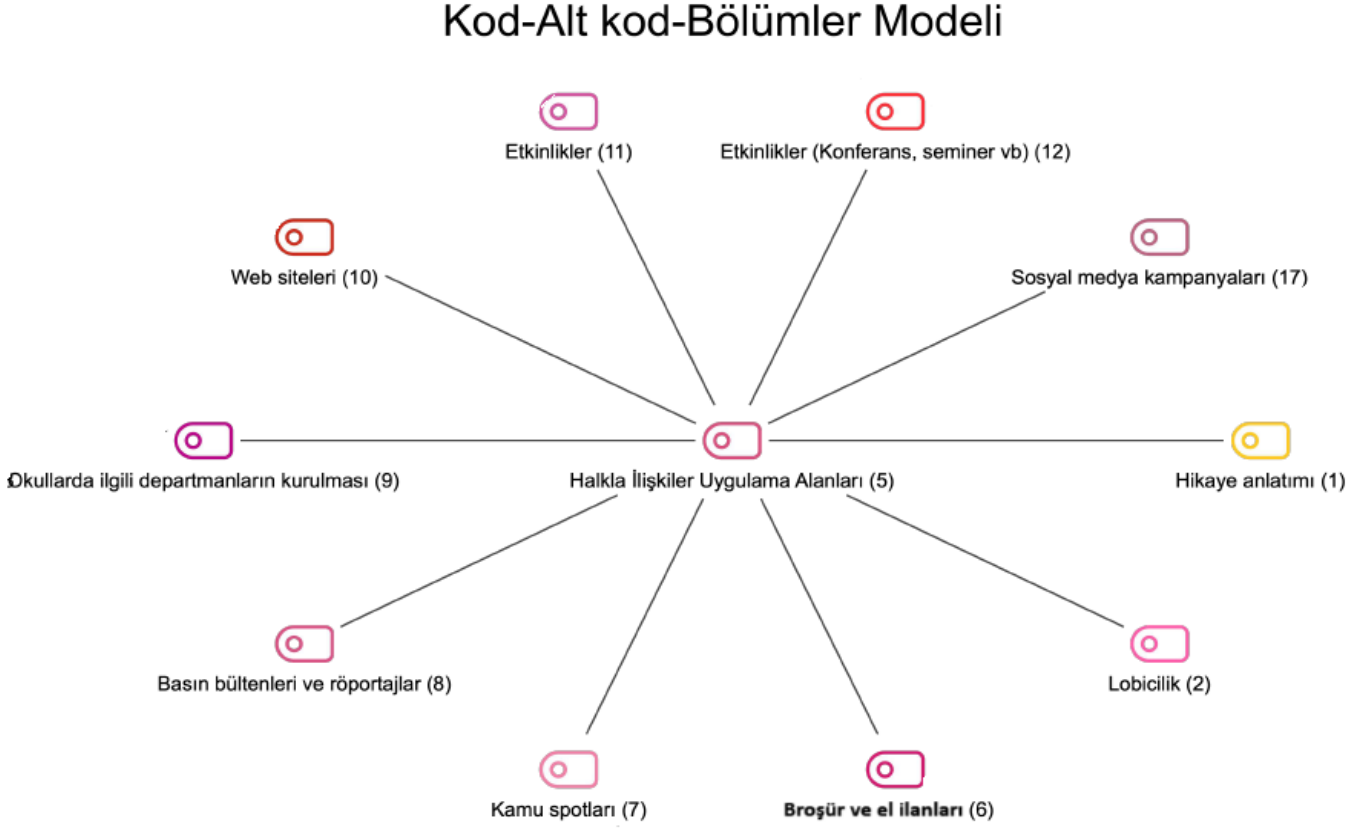 Kod-Alt kod-Bölümler Modeli
Etkinlikler (11)
Etkinlikler (Konferans, seminer vb) (12)
Web siteleri (10)
Sosyal medya kampanyaları (17)
Okullarda ilgili departmanların kurulması (9)
Halkla İlişkiler Uygulama Alanları (5)
Hikaye anlatımı (1)
Basın bültenleri ve röportajlar (8)
Lobicilik (2)
Kamu spotları (7)
Broşür ve el ilanları (6)